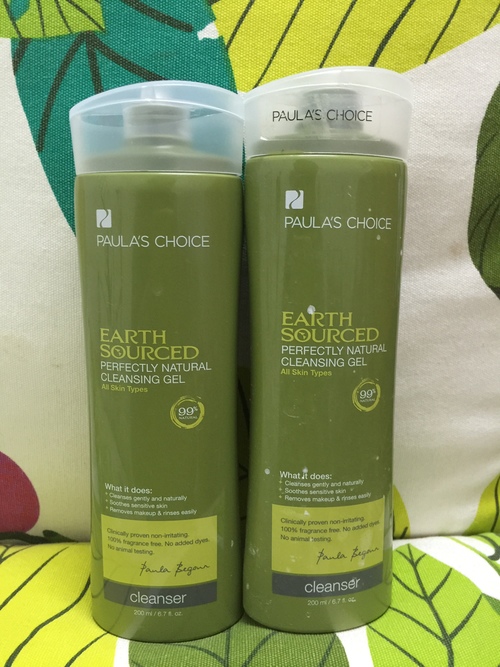 PAULA'S CHOICE
EARTH
SOURCED
PERFECTLY NATURAL
CLEANSING GEL
All Skin Types
99%
NATURAL
What it does:
+ Cleanses gently and naturally
+ Soothes sensitive skin
+ Removes makeup & rinses easily
Clinically proven non-irritating.
100% fragrance free. No added dyes.
No animal testing.
Paula Begoun
cleanser
200 ml / 6.7 fl. oz.
PAULA'S CHOICE
PAULA'S CHOICE
EARTH
SOURCED
PERFECTLY NATURAL
CLEANSING GEL
All Skin Types
99%
NATURAL
What it does:
+ Cleanses gently and naturally
+ Soothes sensitive skin
+ Removes makeup & rinses easily
Clinically proven non-irritating.
100% fragrance free. No added dyes.
No animal testing.
Paula Begoun
cleanser
200 ml / 6.7 fl. oz.